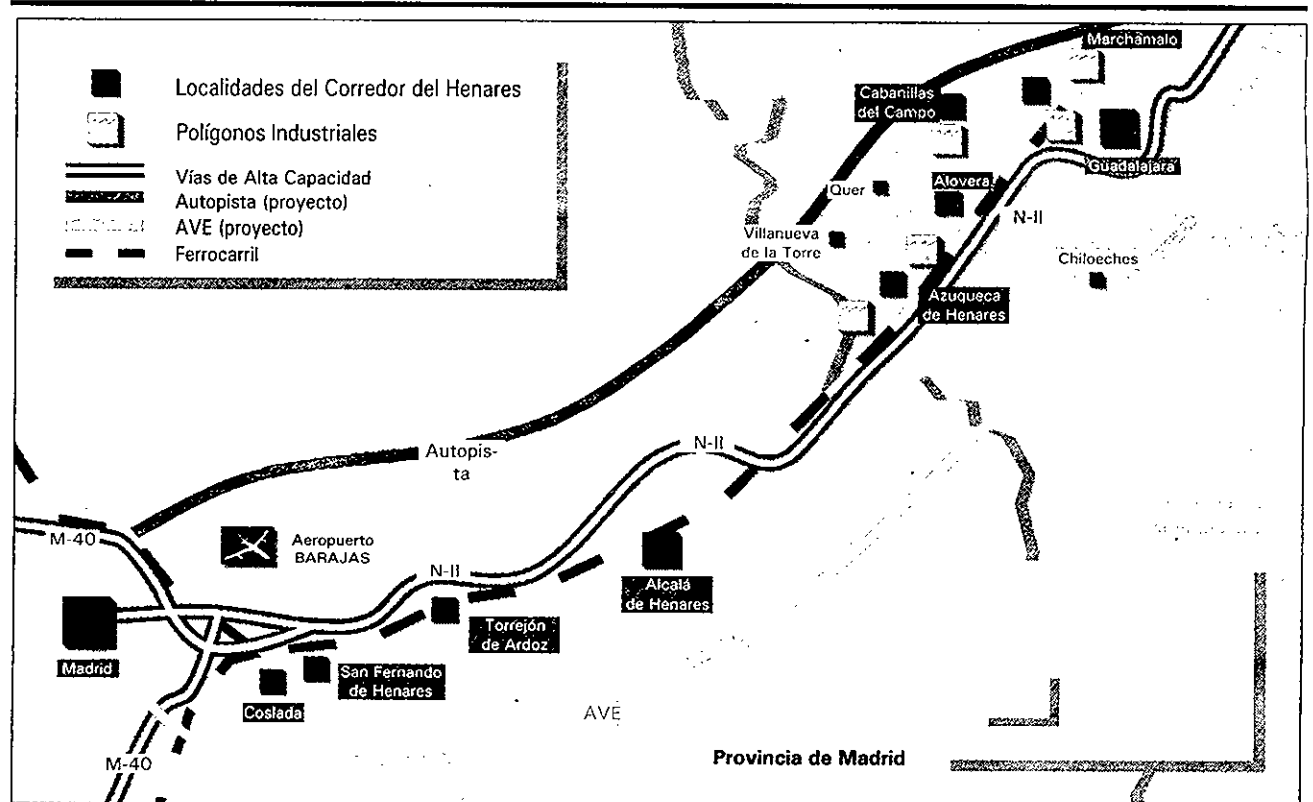 Localidades del Corredor del Henares
Polígonos Industriales
Vías de Alta Capacidad
Autopista (proyecto)
AVE (proyecto)
Ferrocarril
Marchamalo
Cabanillas
del Campo
Guadalajara
Quer
Alovera
N-II
Villanueva
de la Torre
Chiloeches
Azuqueca
de Henares
N-II
Autopis-
ta
M-40
Aeropuerto
BARAJAS
N-II
Alcalá
de Henares
Torrejón
de Ardoz
Madrid
San Fernando
de Henares
Coslada
AVE
M-40
Provincia de Madrid